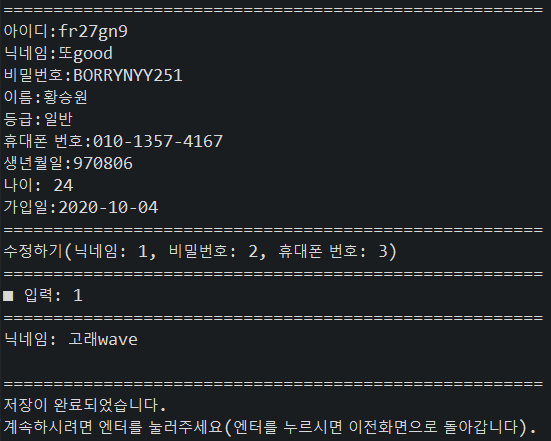 ======================================================
아이디:fr27gn9
닉네임:또good
비밀번호:BORRYNYY251
이름:황승원
등급:일반
휴대폰 번호:010-1357-4167
생년월일:970806
나이: 24
가입일:2020-10-04
======================================================
수정하기(닉네임: 1, 비밀번호: 2, 휴대폰 번호: 3)
======================================================
■ 입력: 1
======================================================
닉네임: 고래wave
======================================================
저장이 완료되었습니다.
계속하시려면 엔터를 눌러주세요(엔터를 누르시면 이전화면으로 돌아갑니다).